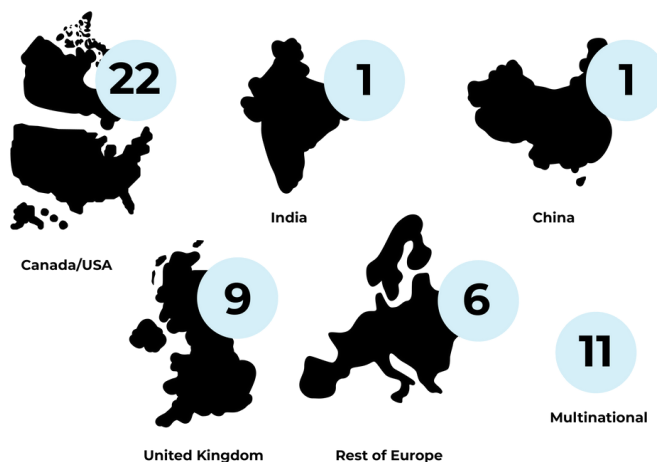 22
1
1
India
China
Canada/USA
9
6
11
Multinational
United Kingdom
Rest of Europe